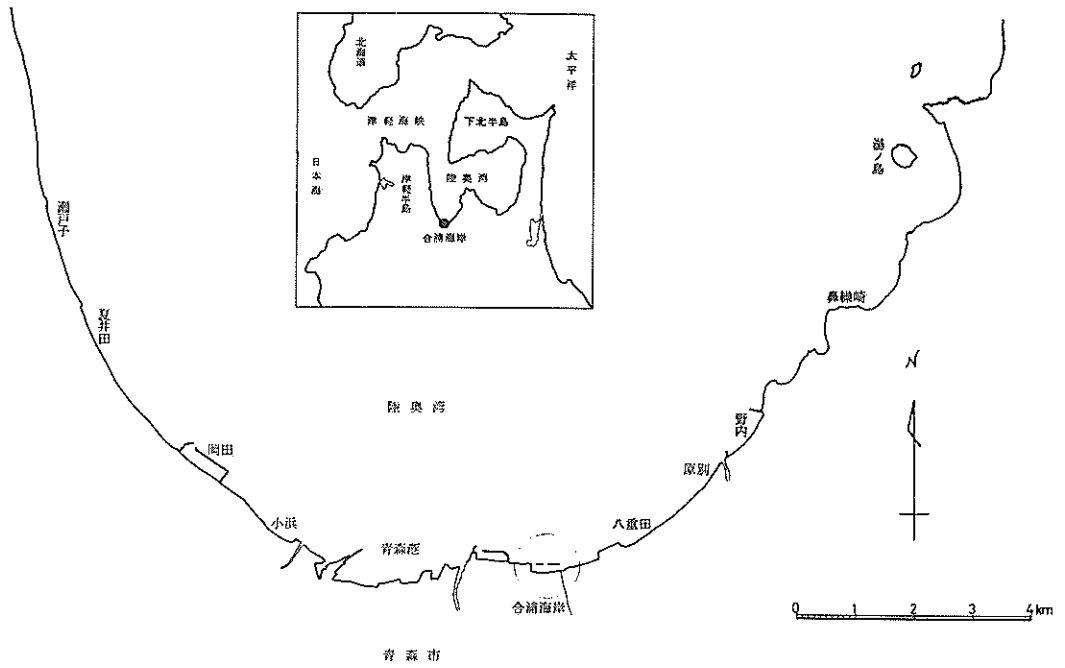 北海道
太平洋
津軽海峡
下北半島
日本海
津軽半島
陸奥湾
合浦海岸
湯ノ島
瀬戸子
鼻繰崎
夏井田
N
陸奥湾
野内
岡田
原別
小浜
青森港
八重田
合浦海岸
0 1 2 3 4 km
青森市